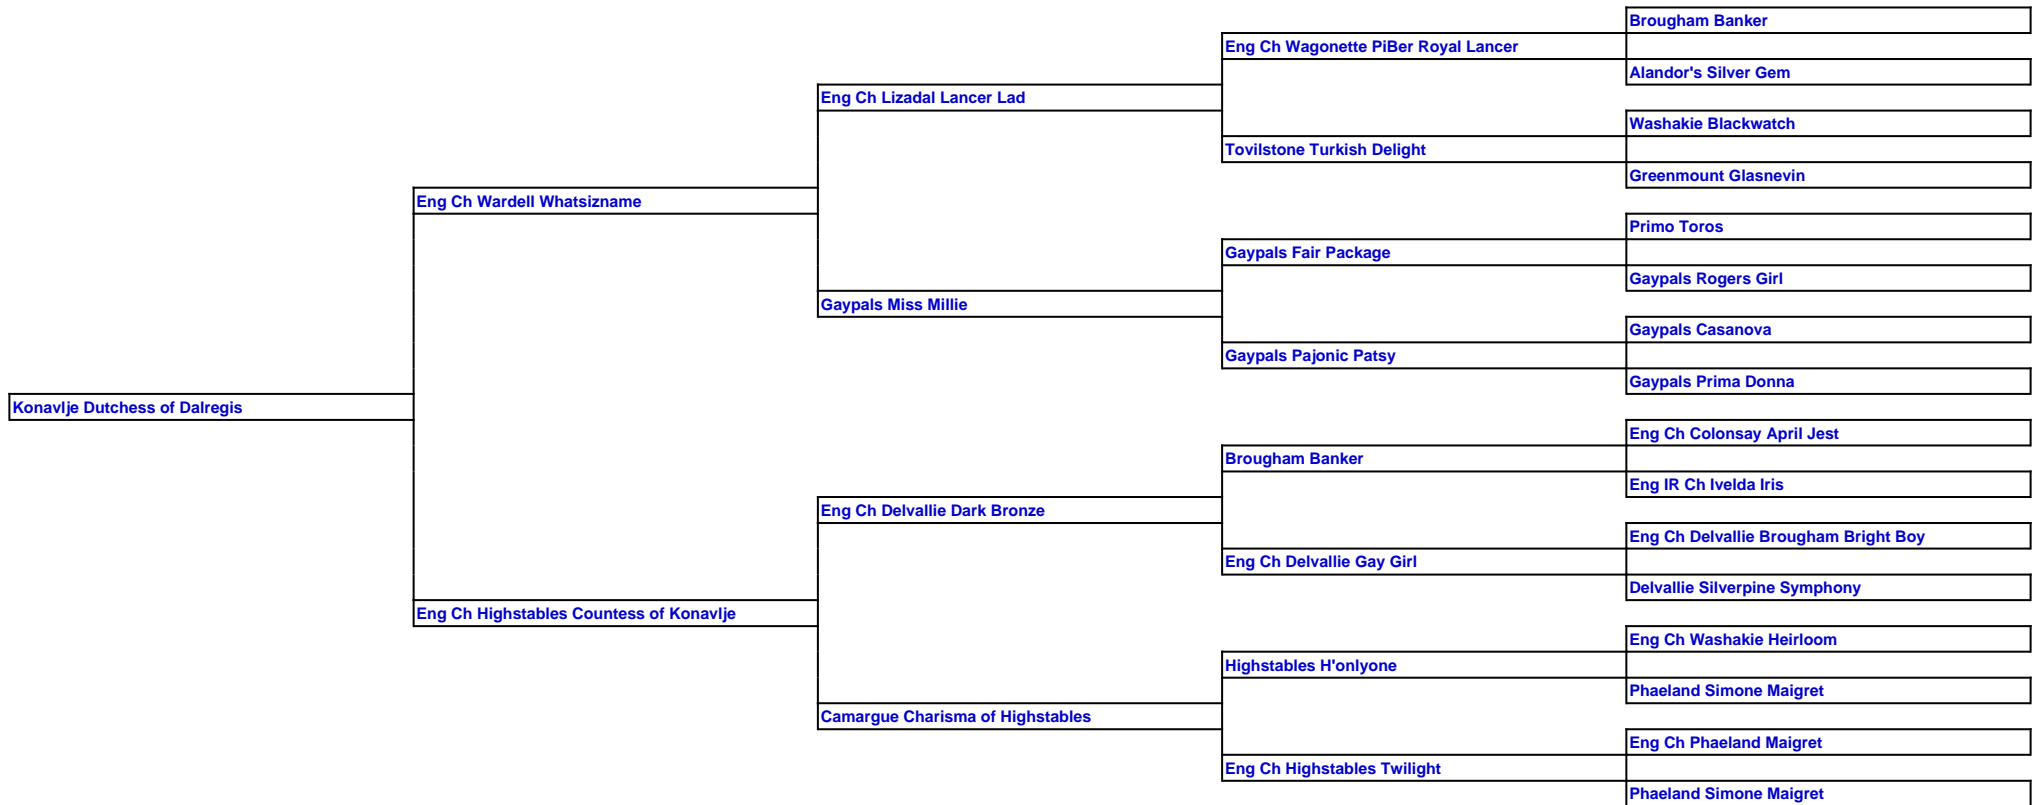 Brougham Banker
Eng Ch Wagonette PiBer Royal Lancer
Alandor's Silver Gem
Eng Ch Lizadal Lancer Lad
Washakie Blackwatch
Tovilstone Turkish Delight
Greenmount Glasnevin
Eng Ch Wardell Whatsizname
Primo Toros
Gaypals Fair Package
Gaypals Rogers Girl
Gaypals Miss Millie
Gaypals Casanova
Gaypals Pajonic Patsy
Gaypals Prima Donna
Konavlje Dutchess of Dalregis
Eng Ch Colonsay April Jest
Brougham Banker
Eng IR Ch Ivelda Iris
Eng Ch Delvallie Dark Bronze
Eng Ch Delvallie Brougham Bright Boy
Eng Ch Delvallie Gay Girl
Delvallie Silverpine Symphony
Eng Ch Highstables Countess of Konavlje
Eng Ch Washakie Heirloom
Highstables H'onlyone
Phaeland Simone Maigret
Camargue Charisma of Highstables
Eng Ch Phaeland Maigret
Eng Ch Highstables Twilight
Phaeland Simone Maigret